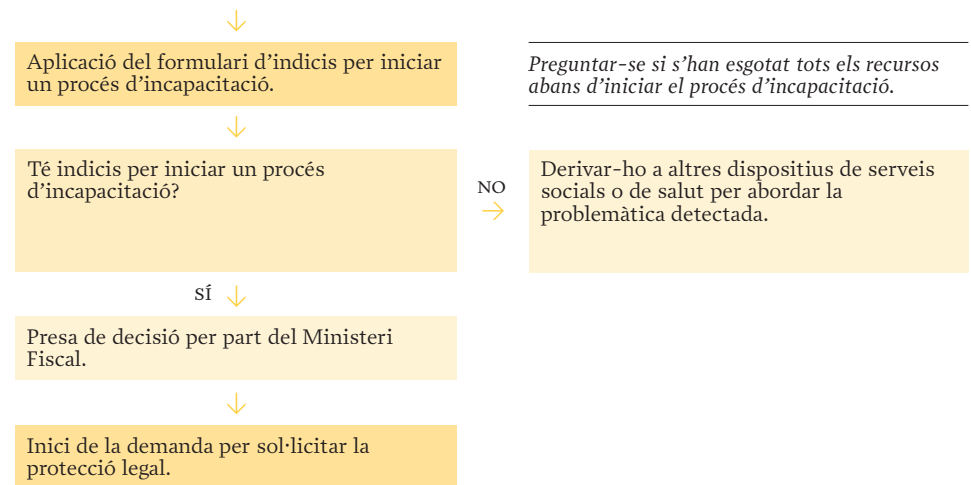 Aplicació del formulari d’indicis per iniciar
un procés d’incapacitació.
Preguntar-se si s’han esgotat tots els recursos
abans d’iniciar el procés d’incapacitació.
Té indicis per iniciar un procés
d’incapacitació?
NO
Derivar-ho a altres dispositius de serveis
socials o de salut per abordar la
problemàtica detectada.
SÍ
Presa de decisió per part del Ministeri
Fiscal.
Inici de la demanda per sol·licitar la
protecció legal.